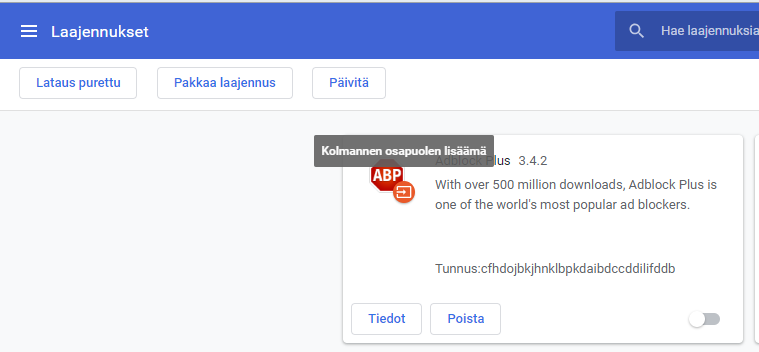 Laajennukset
Hae laajennuksia
Lataus purettu
Pakkaa laajennus
Päivitä
Kolmannen osapuolen lisäämä
Adblock Plus 3.4.2
ABP
With over 500 million downloads, Adblock Plus is
one of the world's most popular ad blockers.
Tunnus:cfhdojbkjhnklbpkdaibdccddilifddb
Tiedot
Poista